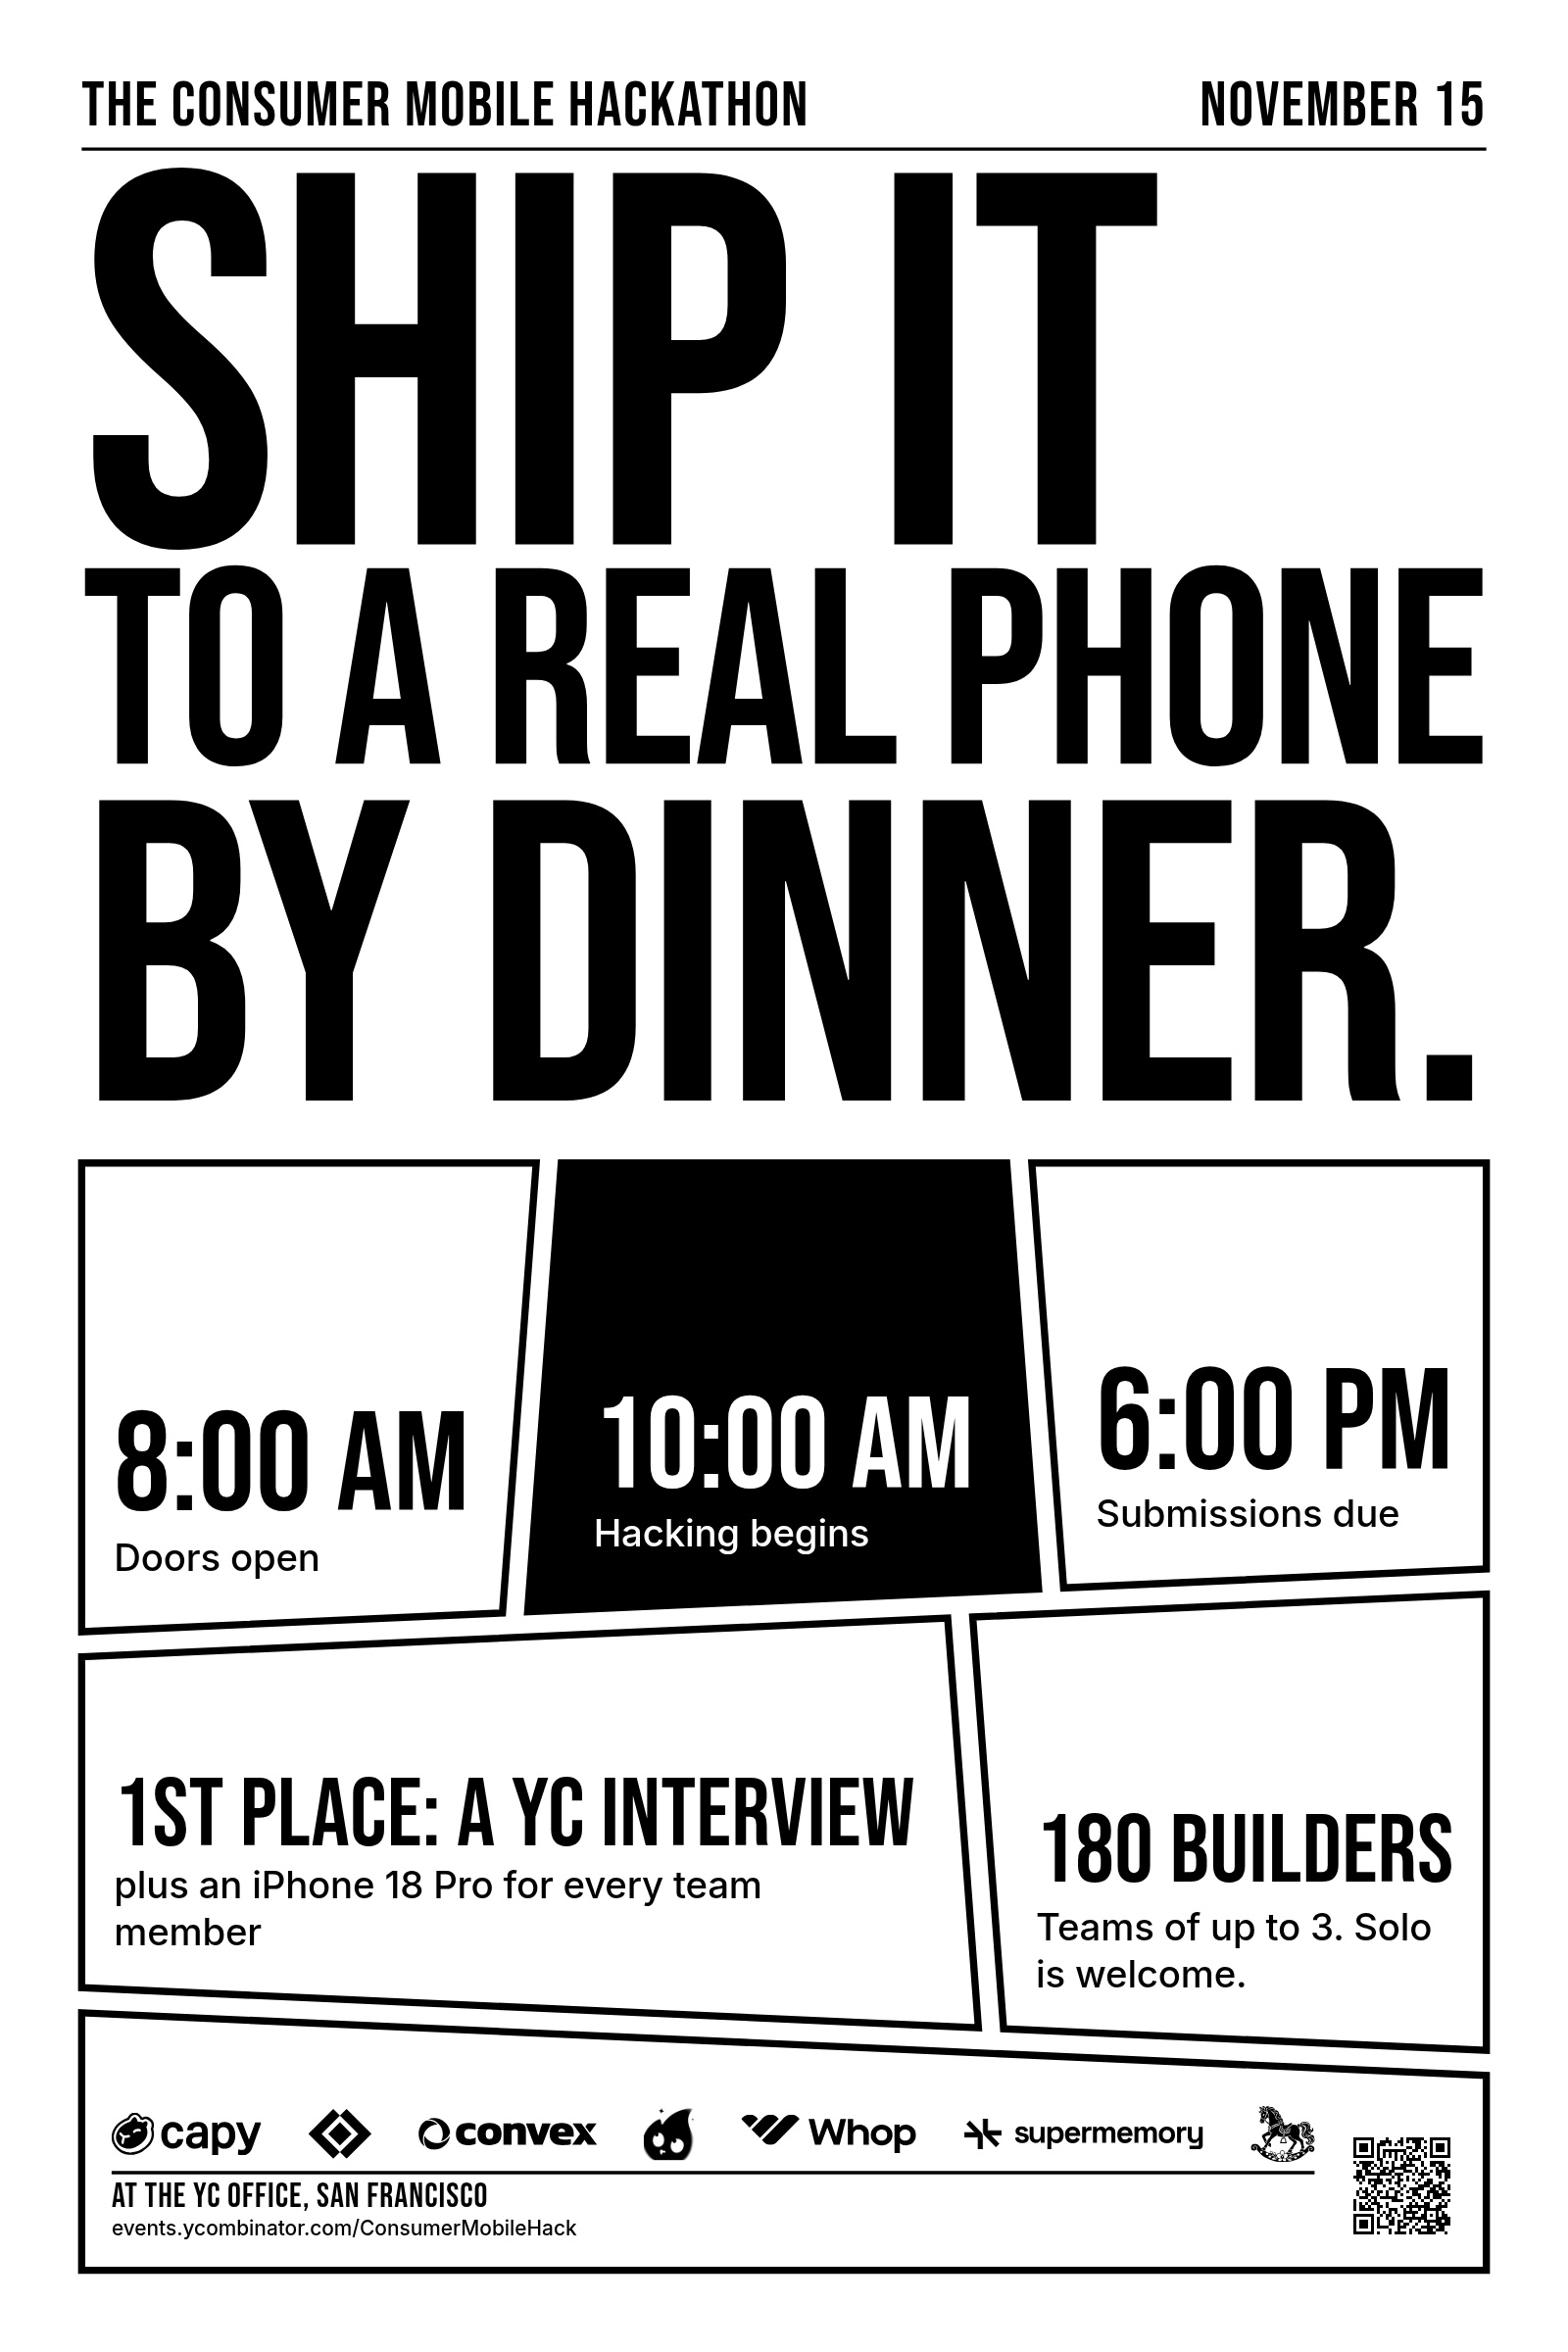 THE CONSUMER MOBILE HACKATHON
NOVEMBER 15
SHIP IT
TO A REAL PHONE
BY DINNER.
8:00 AM
Doors open
10:00 AM
Hacking begins
6:00 PM
Submissions due
1ST PLACE: A YC INTERVIEW
plus an iPhone 18 Pro for every team
member
180 BUILDERS
Teams of up to 3. Solo
is welcome.
capy
convex
Whop
supermemory
AT THE YC OFFICE, SAN FRANCISCO
events.ycombinator.com/ConsumerMobileHack